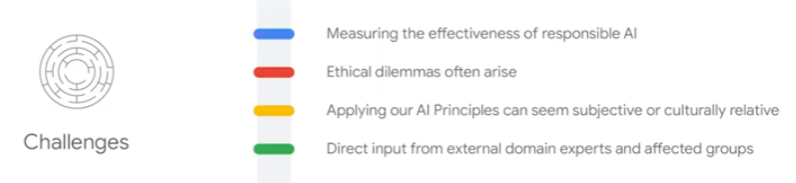 Challenges
Measuring the effectiveness of responsible AI
Ethical dilemmas often arise
Applying our AI Principles can seem subjective or culturally relative
Direct input from external domain experts and affected groups